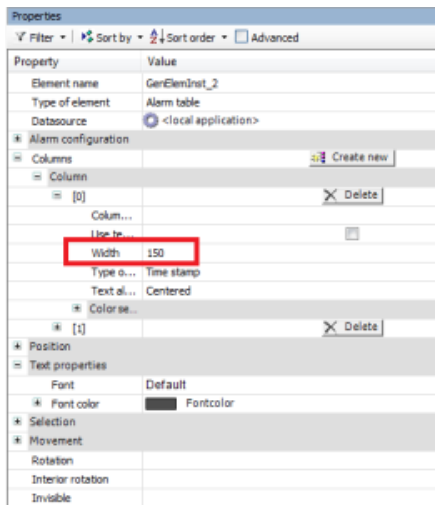 Properties
Filter Sort by Sort order Advanced
Property Value
Element name GenElemInst_2
Type of element Alarm table
Datasource <local application>
Alarm configuration
Columns Create new
Column
[0] Delete
Colum...
Use te...
Width 150
Type o... Time stamp
Text al... Centered
Color se...
[1] Delete
Position
Text properties
Font Default
Font color Fontcolor
Selection
Movement
Rotation
Interior rotation
Invisible